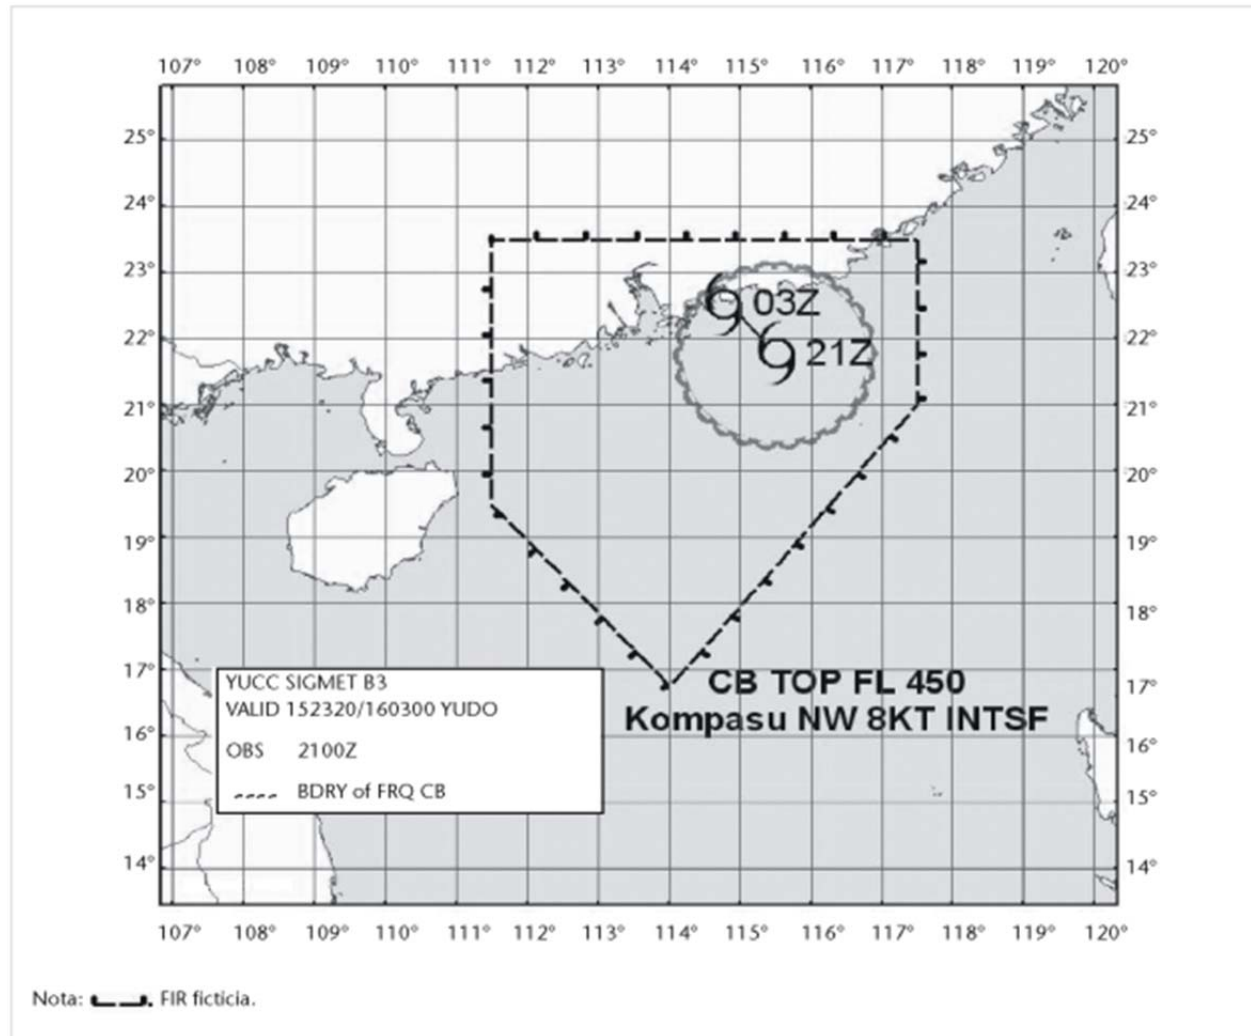 107° 108° 109° 110° 111° 112° 113° 114° 115° 116° 117° 118° 119° 120°
25° 25°
24° 24°
23° 23°
03Z
22° 22°
21Z
21° 21°
20° 20°
19° 19°
18° 18°
17° 17°
CB TOP FL 450
Kompasu NW 8KT INTSF
YUCC SIGMET B3
VALID 152320/160300 YUDO
OBS 2100Z
BDRY of FRQ CB
16° 16°
15° 15°
14° 14°
107° 108° 109° 110° 111° 112° 113° 114° 115° 116° 117° 118° 119° 120°
Nota: FIR ficticia.